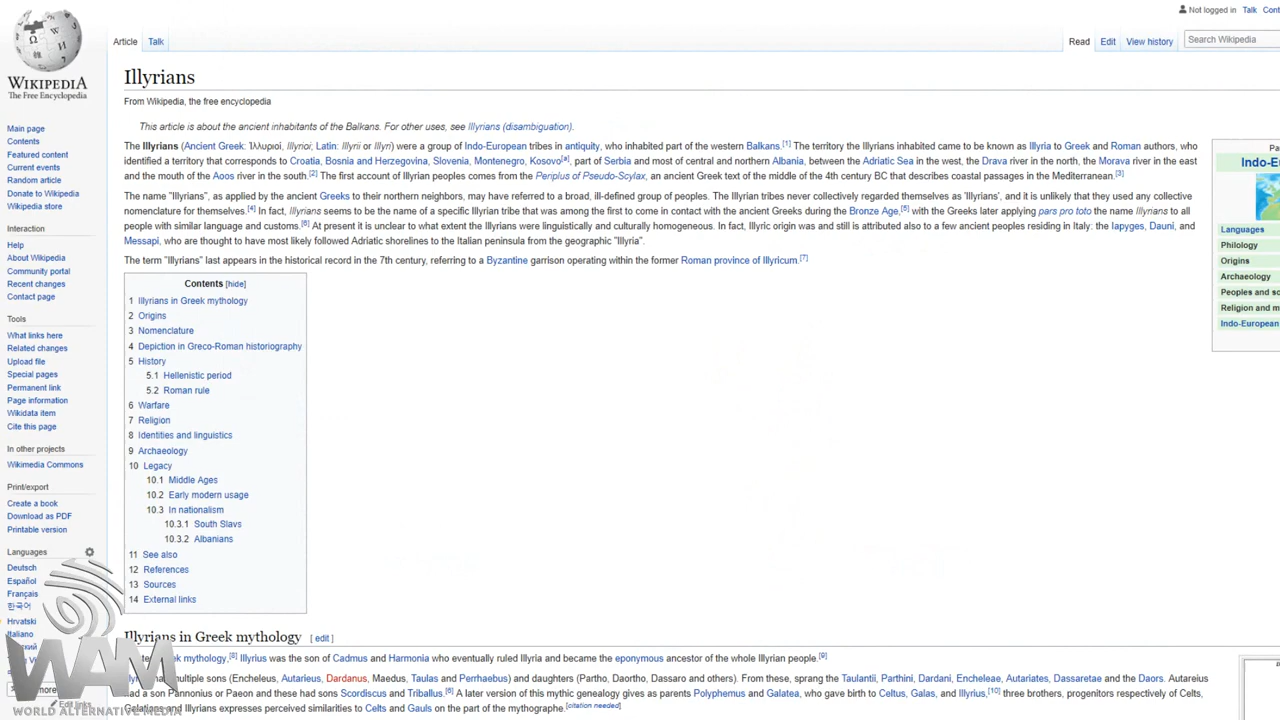 Not logged in Talk Cont
Article Talk
Read Edit View history
Search Wikipedia
WIKIPEDIA
The Free Encyclopedia
Main page
Contents
Featured content
Current events
Random article
Donate to Wikipedia
Wikipedia store
Interaction
Help
About Wikipedia
Community portal
Recent changes
Contact page
Tools
What links here
Related changes
Upload file
Special pages
Permanent link
Page information
Wikidata item
Cite this page
In other projects
Wikimedia Commons
Print/export
Create a book
Download as PDF
Printable version
Languages
Deutsch
Español
Français
한국어
Hrvatski
Italiano
Edit links
Illyrians
From Wikipedia, the free encyclopedia
This article is about the ancient inhabitants of the Balkans. For other uses, see Illyrians (disambiguation).
The Illyrians (Ancient Greek: Ἰλλυριοί, Illyrioi; Latin: Illyrii or Illyri) were a group of Indo-European tribes in antiquity, who inhabited part of the western Balkans.[1] The territory the Illyrians inhabited came to be known as Illyria to Greek and Roman authors, who
identified a territory that corresponds to Croatia, Bosnia and Herzegovina, Slovenia, Montenegro, Kosovo[a], part of Serbia and most of central and northern Albania, between the Adriatic Sea in the west, the Drava river in the north, the Morava river in the east
and the mouth of the Aoos river in the south.[2] The first account of Illyrian peoples comes from the Periplus of Pseudo-Scylax, an ancient Greek text of the middle of the 4th century BC that describes coastal passages in the Mediterranean.[3]
The name "Illyrians", as applied by the ancient Greeks to their northern neighbors, may have referred to a broad, ill-defined group of peoples. The Illyrian tribes never collectively regarded themselves as 'Illyrians', and it is unlikely that they used any collective
nomenclature for themselves.[4] In fact, Illyrians seems to be the name of a specific Illyrian tribe that was among the first to come in contact with the ancient Greeks during the Bronze Age,[5] with the Greeks later applying pars pro toto the name Illyrians to all
people with similar language and customs.[6] At present it is unclear to what extent the Illyrians were linguistically and culturally homogeneous. In fact, Illyric origin was and still is attributed also to a few ancient peoples residing in Italy: the Iapyges, Dauni, and
Messapi, who are thought to have most likely followed Adriatic shorelines to the Italian peninsula from the geographic "Illyria".
The term "Illyrians" last appears in the historical record in the 7th century, referring to a Byzantine garrison operating within the former Roman province of Illyricum.[7]
Contents [hide]
1 Illyrians in Greek mythology
2 Origins
3 Nomenclature
4 Depiction in Greco-Roman historiography
5 History
5.1 Hellenistic period
5.2 Roman rule
6 Warfare
7 Religion
8 Identities and linguistics
9 Archaeology
10 Legacy
10.1 Middle Ages
10.2 Early modern usage
10.3 In nationalism
10.3.1 South Slavs
10.3.2 Albanians
11 See also
12 References
13 Sources
14 External links
Pa
Indo-Eu
Languages
Philology
Origins
Archaeology
Peoples and so
Religion and m
Indo-European
Illyrians in Greek mythology [ edit ]
mythology,[8] Illyrius was the son of Cadmus and Harmonia who eventually ruled Illyria and became the eponymous ancestor of the whole Illyrian people.[9]
multiple sons (Encheleus, Autarieus, Dardanus, Maedus, Taulas and Perrhaebus) and daughters (Partho, Daortho, Dassaro and others). From these, sprang the Taulantii, Parthini, Dardani, Encheleae, Autariates, Dassaretae and the Daors. Autareius
had a son Pannonius or Paeon and these had sons Scordiscus and Triballus.[6] A later version of this mythic genealogy gives as parents Polyphemus and Galatea, who gave birth to Celtus, Galas, and Illyrius,[10] three brothers, progenitors respectively of Celts,
Galatians and Illyrians expresses perceived similarities to Celts and Gauls on the part of the mythographe.[citation needed]
WAM
WORLD ALTERNATIVE MEDIA